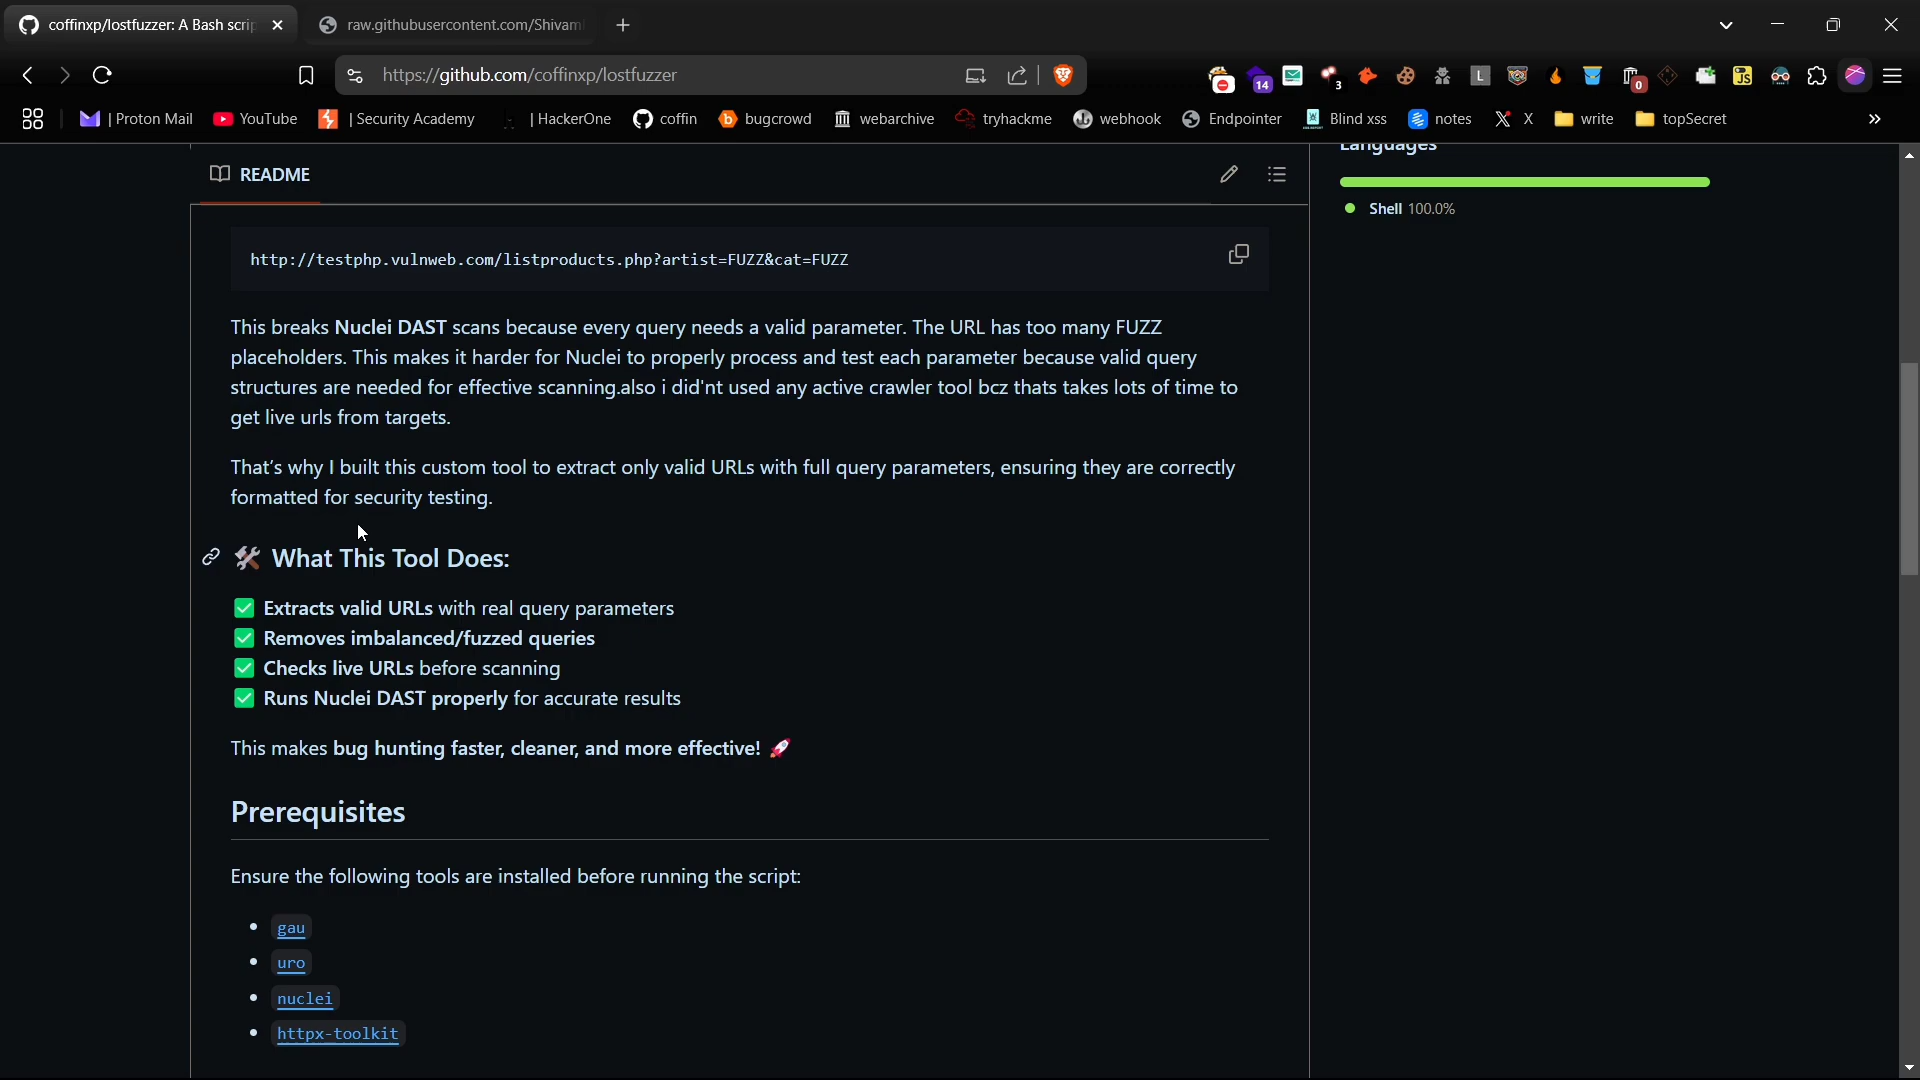 coffinxp/lostfuzzer: A Bash scrip
raw.githubusercontent.com/Shivam
https://github.com/coffinxp/lostfuzzer
14
3
L
0
JS
| Proton Mail
YouTube
| Security Academy
| HackerOne
coffin
bugcrowd
webarchive
tryhackme
webhook
Endpointer
Blind xss
notes
X
write
topSecret
README
Languages
Shell 100.0%
http://testphp.vulnweb.com/listproducts.php?artist=FUZZ&cat=FUZZ
This breaks Nuclei DAST scans because every query needs a valid parameter. The URL has too many FUZZ
placeholders. This makes it harder for Nuclei to properly process and test each parameter because valid query
structures are needed for effective scanning.also i did'nt used any active crawler tool bcz thats takes lots of time to
get live urls from targets.
That's why I built this custom tool to extract only valid URLs with full query parameters, ensuring they are correctly
formatted for security testing.
🛠 What This Tool Does:
✅ Extracts valid URLs with real query parameters
✅ Removes imbalanced/fuzzed queries
✅ Checks live URLs before scanning
✅ Runs Nuclei DAST properly for accurate results
This makes bug hunting faster, cleaner, and more effective! 🚀
Prerequisites
Ensure the following tools are installed before running the script:
• gau
• uro
• nuclei
• httpx-toolkit